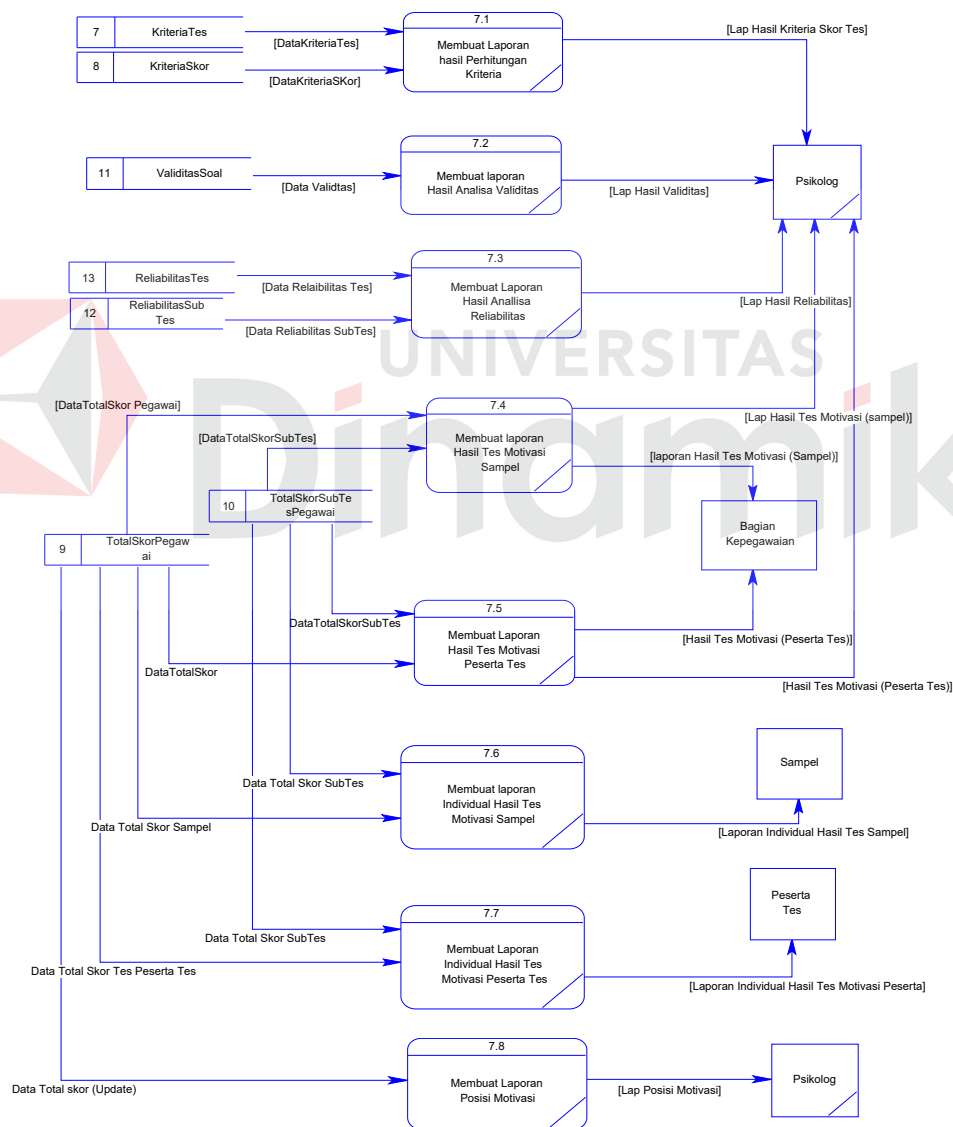 7
KriteriaTes
[DataKriteriaTes]
8
KriteriaSkor
[DataKriteriaSKor]
7.1
Membuat Laporan
hasil Perhitungan
Kriteria
[Lap Hasil Kriteria Skor Tes]
11
ValiditasSoal
[Data Validtas]
7.2
Membuat laporan
Hasil Analisa Validitas
[Lap Hasil Validitas]
Psikolog
13
ReliabilitasTes
[Data Relaibilitas Tes]
12
ReliabilitasSub
Tes
[Data Reliabilitas SubTes]
7.3
Membuat Laporan
Hasil Anallisa
Reliabilitas
[Lap Hasil Reliabilitas]
UNIVERSITAS
Dinamik
[DataTotalSkor Pegawai]
[DataTotalSkorSubTes]
7.4
Membuat laporan
Hasil Tes Motivasi
Sampel
[Lap Hasil Tes Motivasi (sampel)]
[laporan Hasil Tes Motivasi (Sampel)]
10
TotalSkorSubTe
sPegawai
9
TotalSkorPegaw
ai
Bagian
Kepegawaian
DataTotalSkorSubTes
DataTotalSkor
7.5
Membuat Laporan
Hasil Tes Motivasi
Peserta Tes
[Hasil Tes Motivasi (Peserta Tes)]
[Hasil Tes Motivasi (Peserta Tes)]
Data Total Skor SubTes
Data Total Skor Sampel
7.6
Membuat laporan
Individual Hasil Tes
Motivasi Sampel
Sampel
[Laporan Individual Hasil Tes Sampel]
Data Total Skor SubTes
Data Total Skor Tes Peserta Tes
7.7
Membuat Laporan
Individual Hasil Tes
Motivasi Peserta Tes
Peserta
Tes
[Laporan Individual Hasil Tes Motivasi Peserta]
Data Total skor (Update)
7.8
Membuat Laporan
Posisi Motivasi
[Lap Posisi Motivasi]
Psikolog